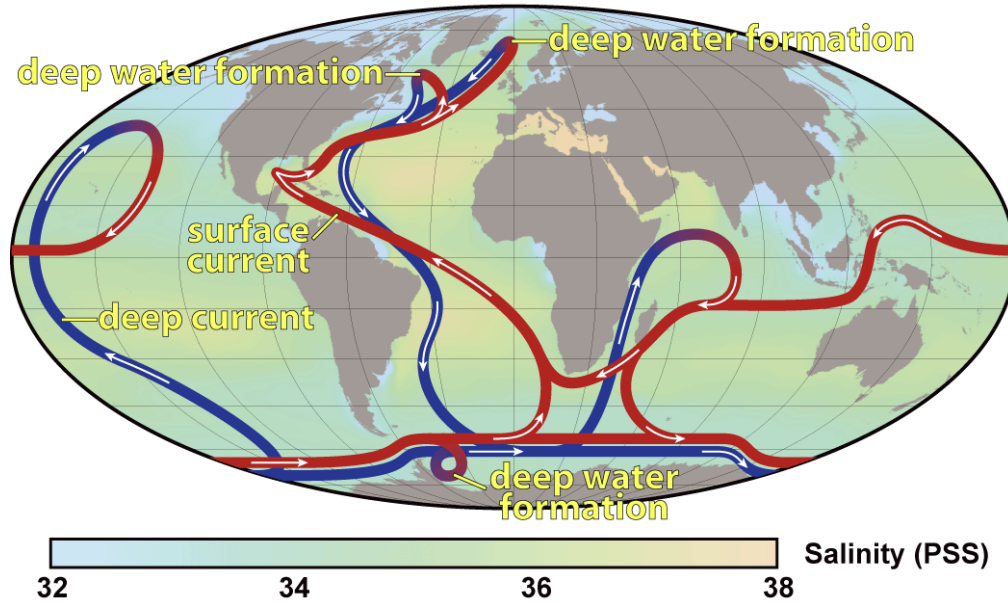 deep water formation
deep water formation
surface
current
deep current
deep water
formation
Salinity (PSS)
32
34
36
38